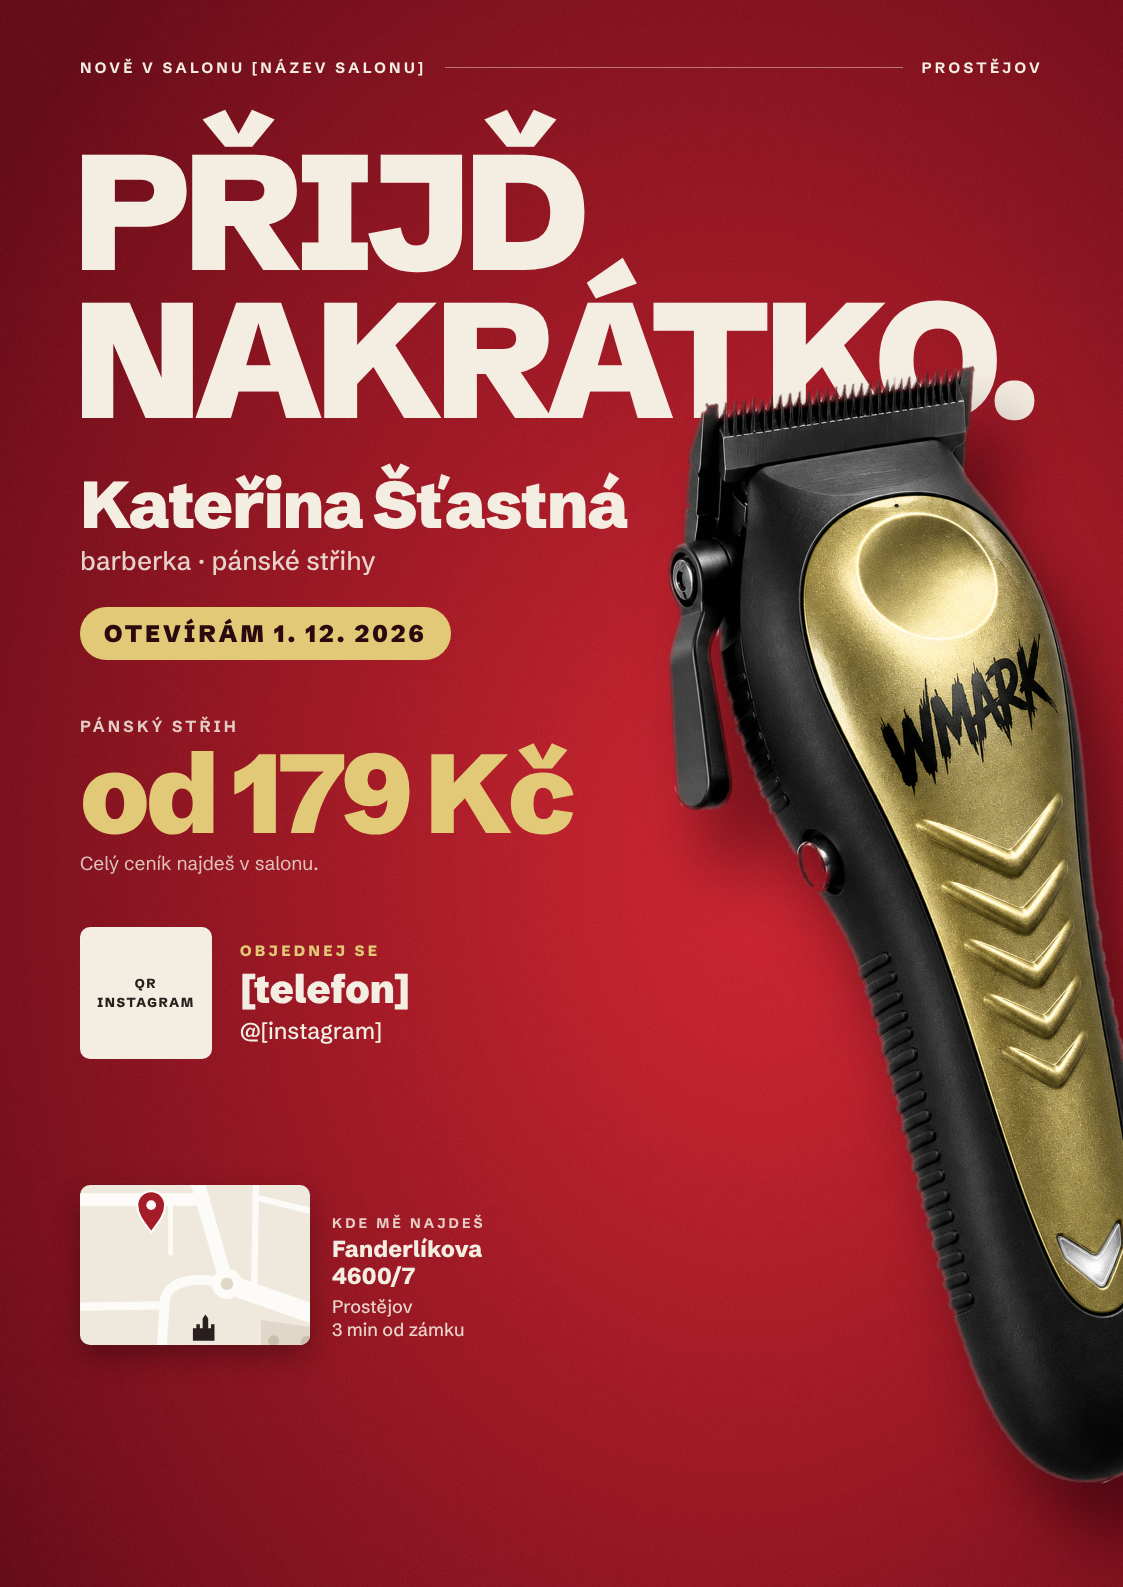 NOVĚ V SALONU [NÁZEV SALONU]
PROSTĚJOV
PŘIJĎ
NAKRÁTKO.
Kateřina Šťastná
barberka · pánské střihy
OTEVÍRÁM 1. 12. 2026
PÁNSKÝ STŘIH
od 179 Kč
Celý ceník najdeš v salonu.
WMARK
QR
INSTAGRAM
OBJEDNEJ SE
[telefon]
@[instagram]
KDE MĚ NAJDEŠ
Fanderlíkova
4600/7
Prostějov
3 min od zámku